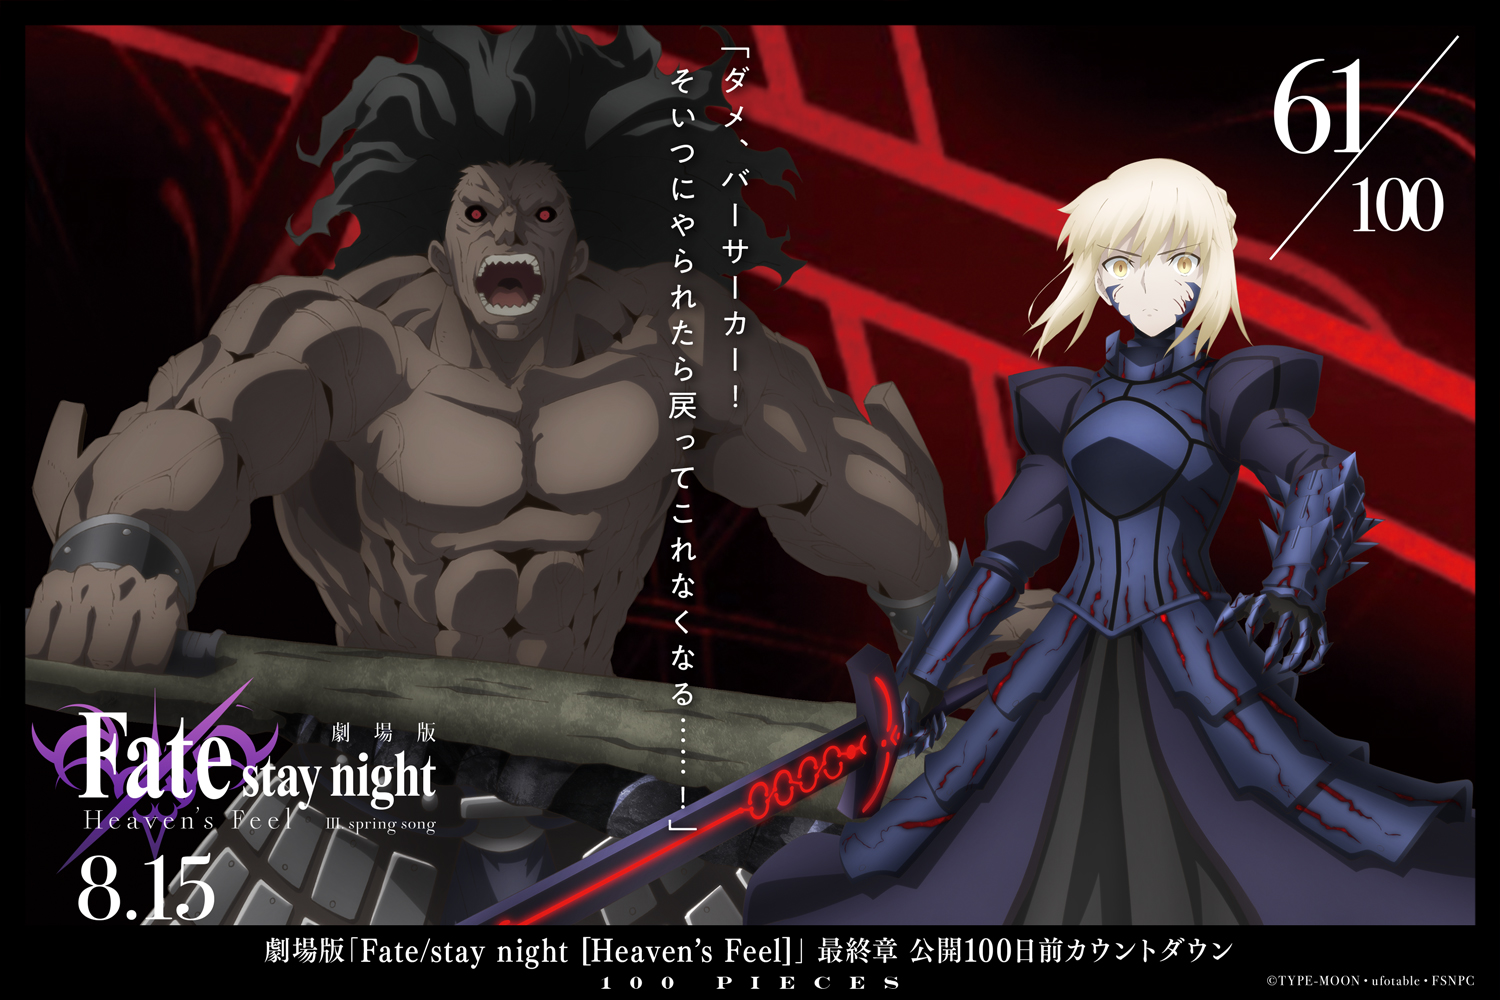 「ダメ、バーサーカー！
そいつにやられたら戻ってこれなくなる……！」
61
100
劇場版
Fate stay night
Heaven's Feel III. spring song
8.15
劇場版「Fate/stay night [Heaven's Feel]」 最終章 公開100日前カウントダウン
100 PIECES
©TYPE-MOON・ufotable・FSNPC